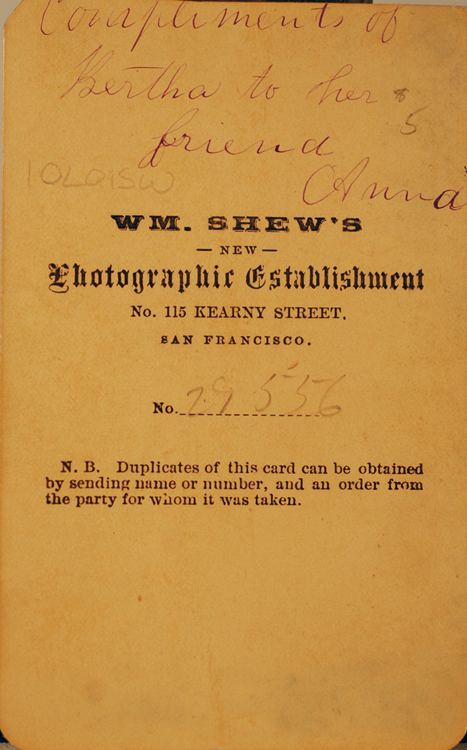 Compliments of
Bertha to her
8
5
friend
Anna
WM. SHEW'S
— NEW —
Photographic Establishment
No. 115 KEARNY STREET.
SAN FRANCISCO.
No. 29556
N. B. Duplicates of this card can be obtained
by sending name or number, and an order from
the party for whom it was taken.